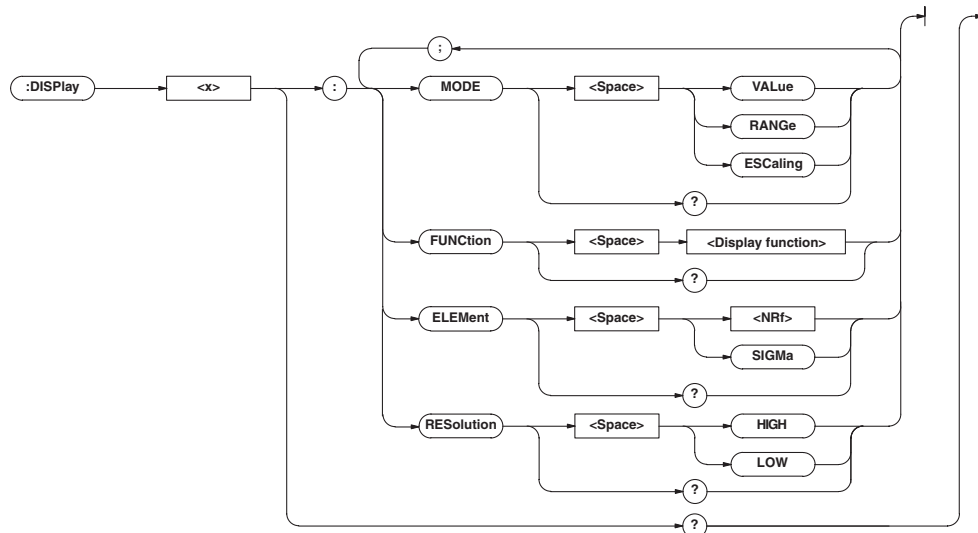 ;
:DISPlay <x> : MODE <Space> VALue
RANGe
ESCaling
?
FUNCtion <Space> <Display function>
?
ELEMent <Space> <NRf>
SIGMa
?
RESolution <Space> HIGH
LOW
?
?